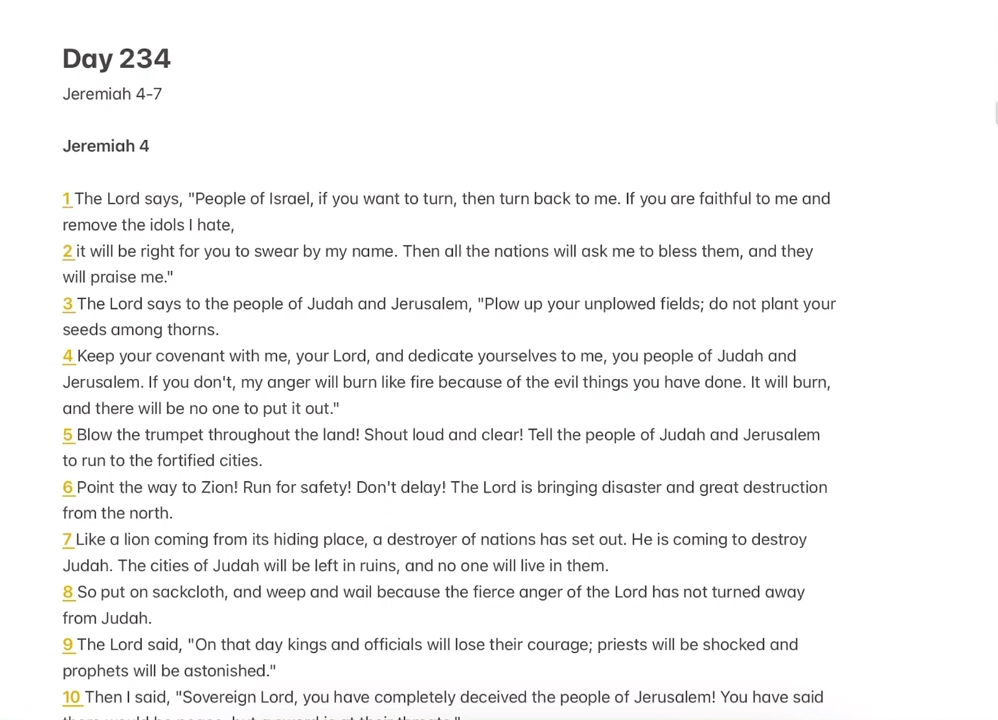 Day 234
Jeremiah 4-7
Jeremiah 4
1 The Lord says, "People of Israel, if you want to turn, then turn back to me. If you are faithful to me and
remove the idols I hate,
2 it will be right for you to swear by my name. Then all the nations will ask me to bless them, and they
will praise me."
3 The Lord says to the people of Judah and Jerusalem, "Plow up your unplowed fields; do not plant your
seeds among thorns.
4 Keep your covenant with me, your Lord, and dedicate yourselves to me, you people of Judah and
Jerusalem. If you don't, my anger will burn like fire because of the evil things you have done. It will burn,
and there will be no one to put it out."
5 Blow the trumpet throughout the land! Shout loud and clear! Tell the people of Judah and Jerusalem
to run to the fortified cities.
6 Point the way to Zion! Run for safety! Don't delay! The Lord is bringing disaster and great destruction
from the north.
7 Like a lion coming from its hiding place, a destroyer of nations has set out. He is coming to destroy
Judah. The cities of Judah will be left in ruins, and no one will live in them.
8 So put on sackcloth, and weep and wail because the fierce anger of the Lord has not turned away
from Judah.
9 The Lord said, "On that day kings and officials will lose their courage; priests will be shocked and
prophets will be astonished."
10 Then I said, "Sovereign Lord, you have completely deceived the people of Jerusalem! You have said
there would be peace, but a sword is at their throats."